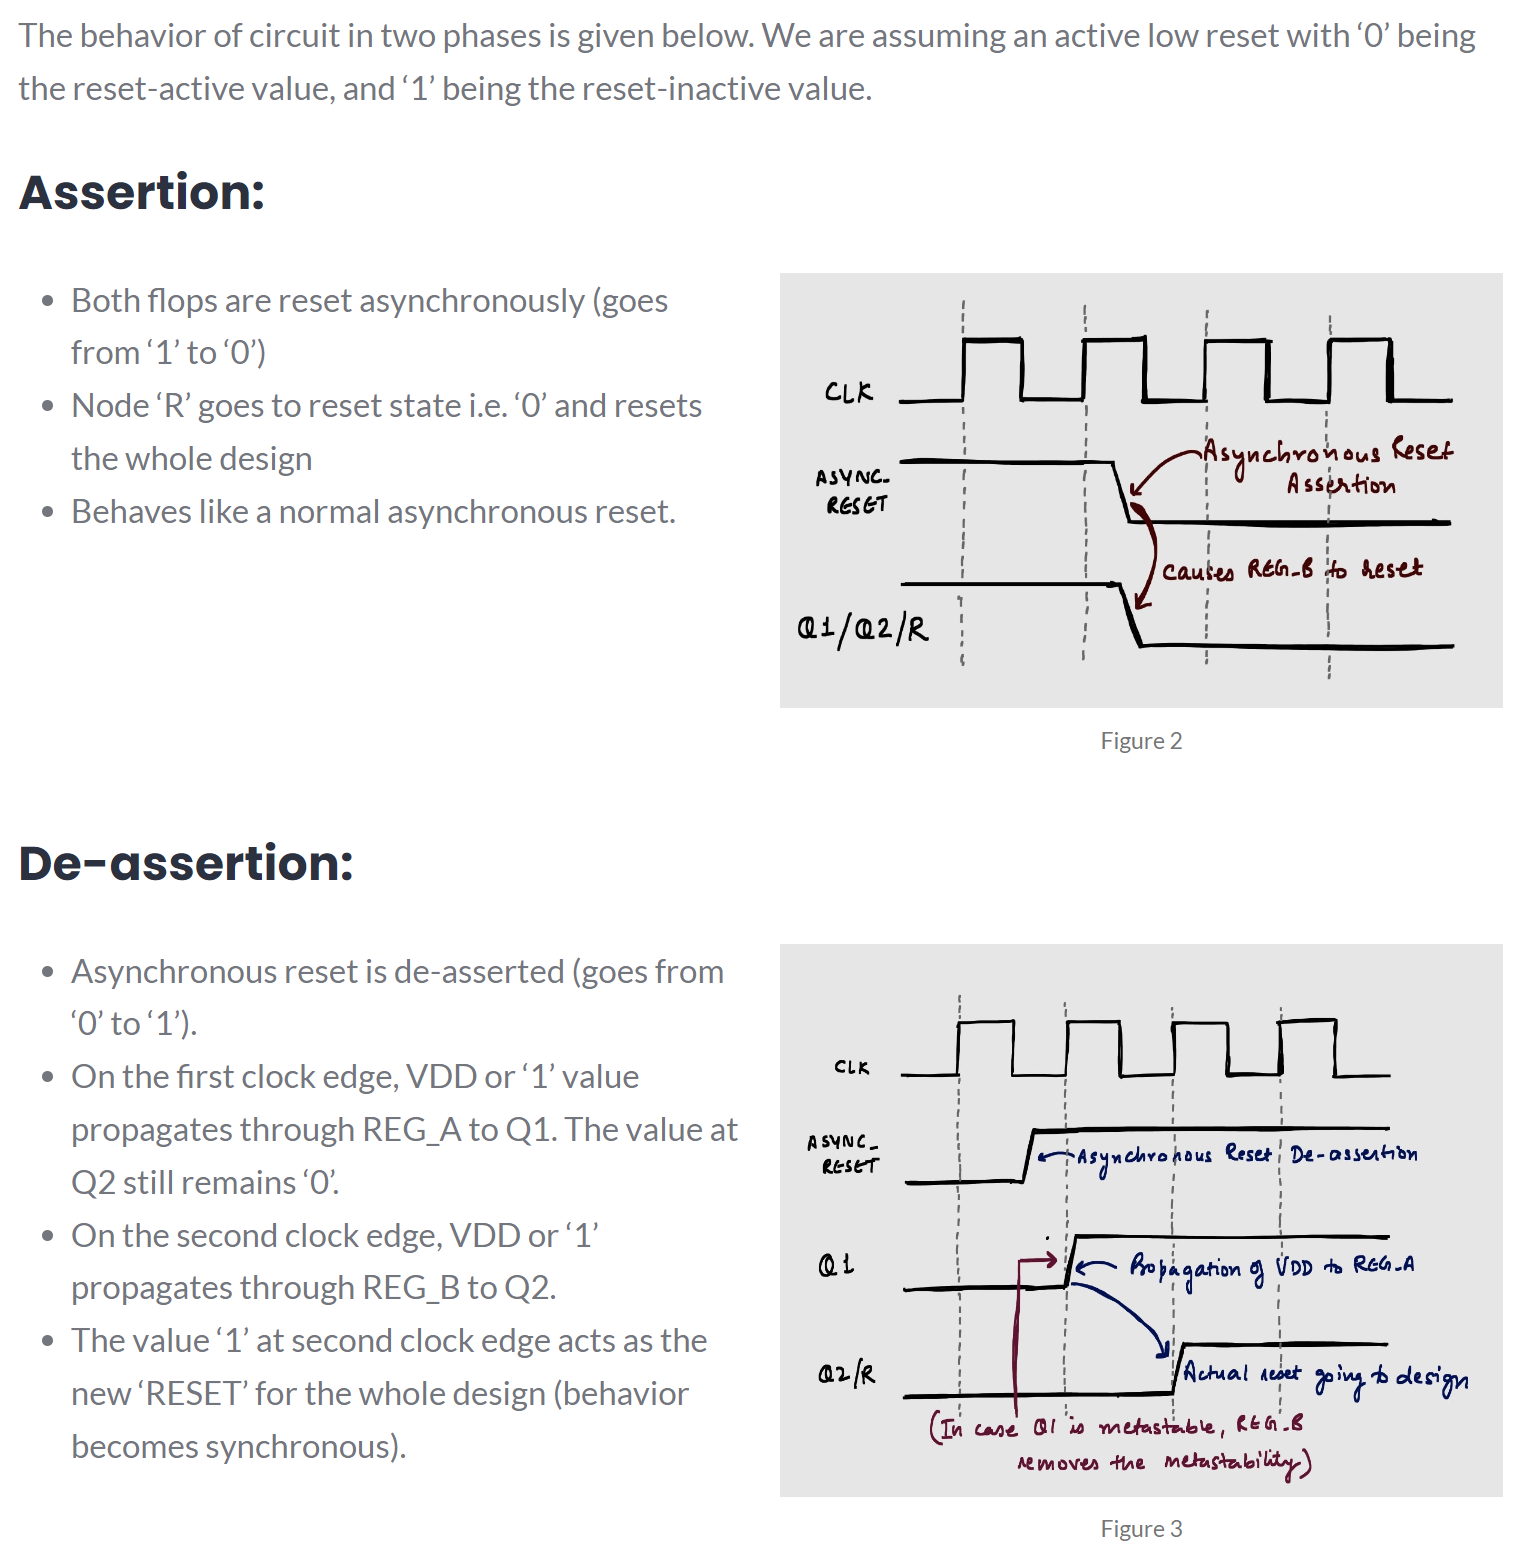 The behavior of circuit in two phases is given below. We are assuming an active low reset with ‘0’ being
the reset-active value, and ‘1’ being the reset-inactive value.
Assertion:
• Both flops are reset asynchronously (goes
from ‘1’ to ‘0’)
• Node ‘R’ goes to reset state i.e. ‘0’ and resets
the whole design
• Behaves like a normal asynchronous reset.
CLK
ASYNC_
RESET
Asynchronous Reset
Assertion
Causes REG_B to reset
Q1/Q2/R
Figure 2
De-assertion:
• Asynchronous reset is de-asserted (goes from
‘0’ to ‘1’).
• On the first clock edge, VDD or ‘1’ value
propagates through REG_A to Q1. The value at
Q2 still remains ‘0’.
• On the second clock edge, VDD or ‘1’
propagates through REG_B to Q2.
• The value ‘1’ at second clock edge acts as the
new ‘RESET’ for the whole design (behavior
becomes synchronous).
CLK
ASYNC_
RESET
Asynchronous Reset De-assertion
Q1
Propagation of VDD to REG_A
Q2/R
Actual reset going to design
(In case Q1 is metastable, REG_B
removes the metastability)
Figure 3